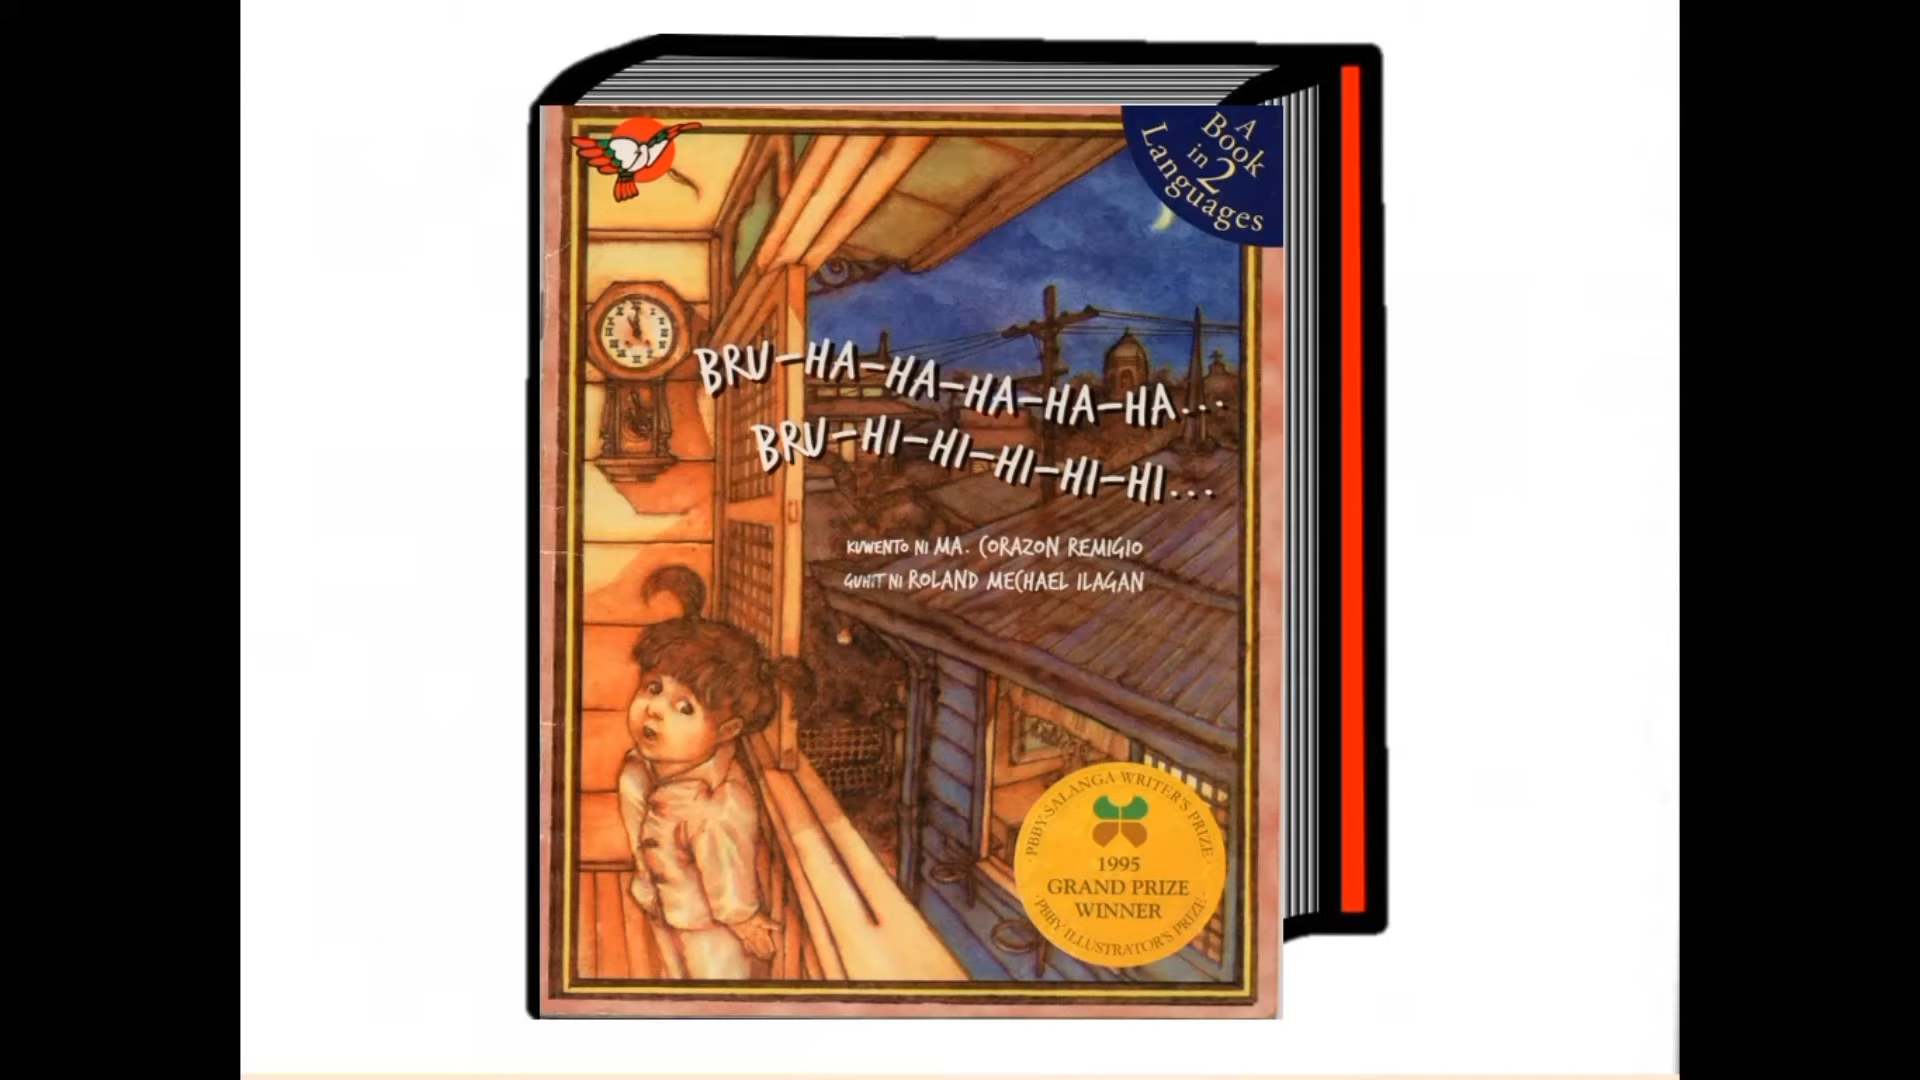 A
Book
in 2
Languages
BRU-HA-HA-HA-HA-HA...
BRU-HI-HI-HI-HI-HI...
KUWENTO NI MA. CORAZON REMIGIO
GUHIT NI ROLAND MECHAEL ILAGAN
PBBY-SALANGA WRITER'S PRIZE
1995
GRAND PRIZE
WINNER
PBBY ILLUSTRATOR'S PRIZE